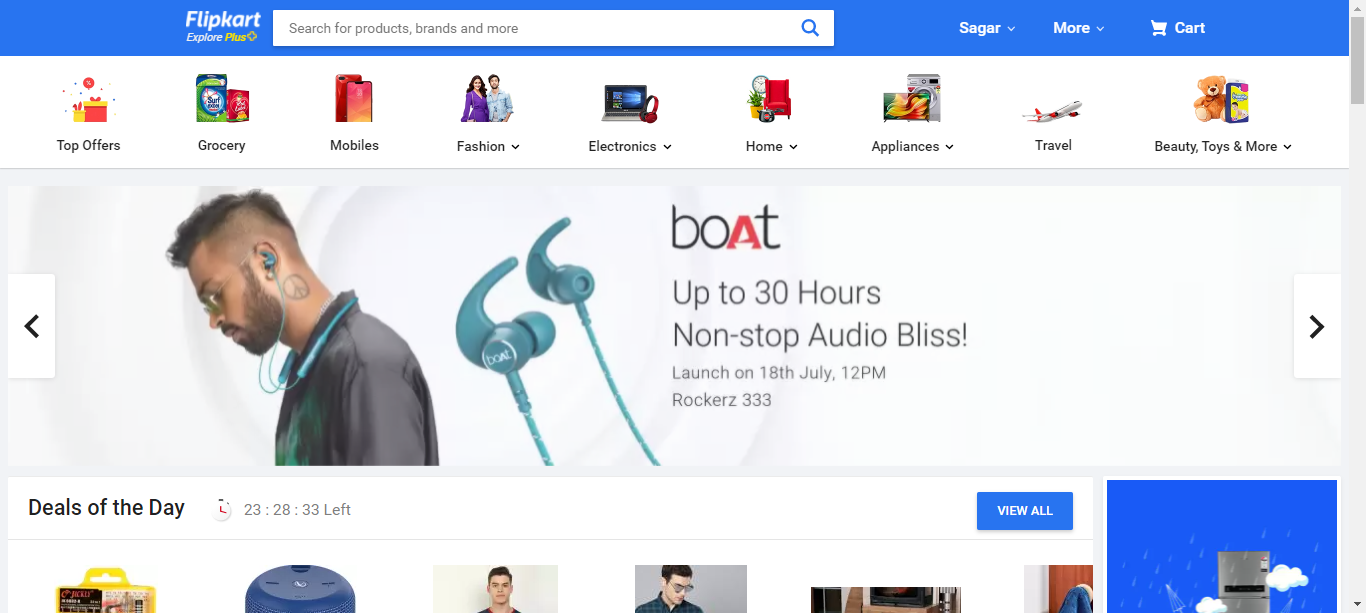 Flipkart
Explore Plus
Search for products, brands and more
Sagar
More
Cart
Top Offers
Grocery
Mobiles
Fashion
Electronics
Home
Appliances
Travel
Beauty, Toys & More
boAt
Up to 30 Hours
Non-stop Audio Bliss!
Launch on 18th July, 12PM
Rockerz 333
boAt
Deals of the Day
23 : 28 : 33 Left
VIEW ALL